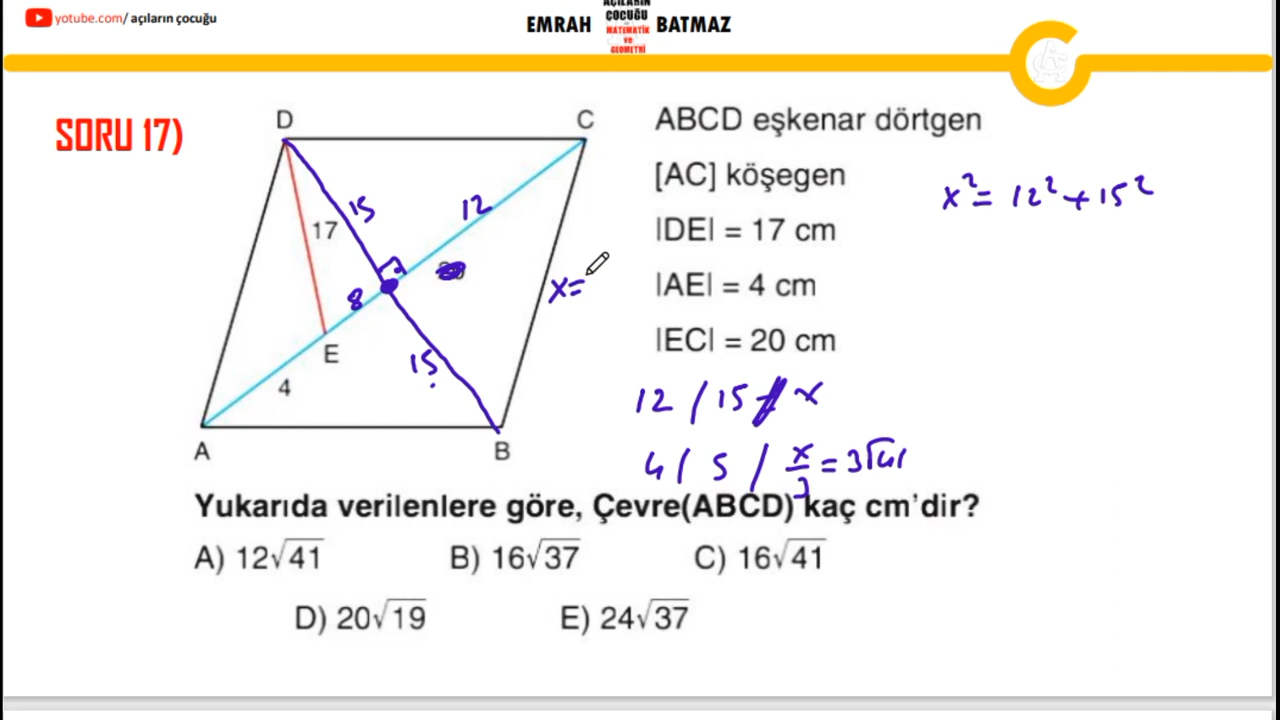 yotube.com/ açıların çocuğu
EMRAH BATMAZ
AÇILARIN
ÇOCUĞU
MATEMATİK
ve
GEOMETRİ
SORU 17)
D
C
ABCD eşkenar dörtgen
[AC] köşegen
x² = 12² + 15²
15
12
17
|DE| = 17 cm
8
x =
|AE| = 4 cm
E
15
|EC| = 20 cm
4
12 / 15 / x
A
B
4 / 5 / x/3 = 3√41
Yukarıda verilenlere göre, Çevre(ABCD) kaç cm'dir?
A) 12√41 B) 16√37 C) 16√41
D) 20√19 E) 24√37